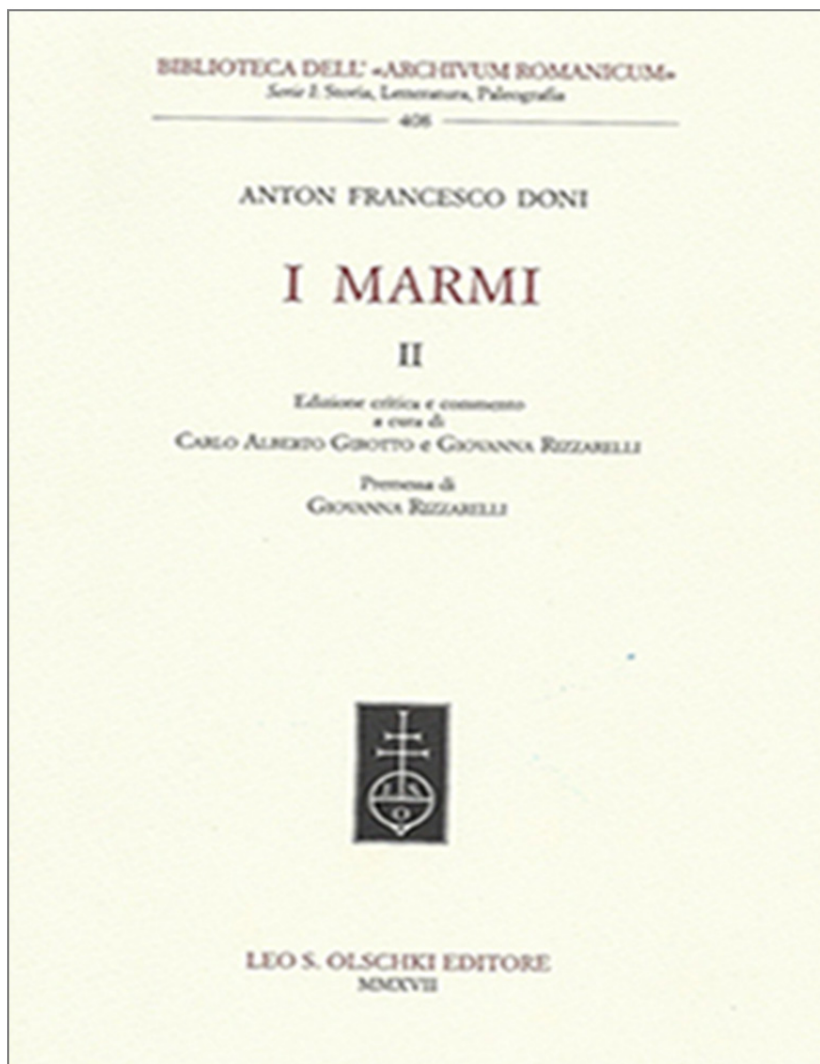 BIBLIOTECA DELL' «ARCHIVUM ROMANICUM»
Serie I: Storia, Letteratura, Paleografia
408
ANTON FRANCESCO DONI
I MARMI
II
Edizione critica e commento
a cura di
CARLO ALBERTO GIROTTO e GIOVANNA RIZZARELLI
Premessa di
GIOVANNA RIZZARELLI
LEO S. OLSCHKI EDITORE
MMXVII